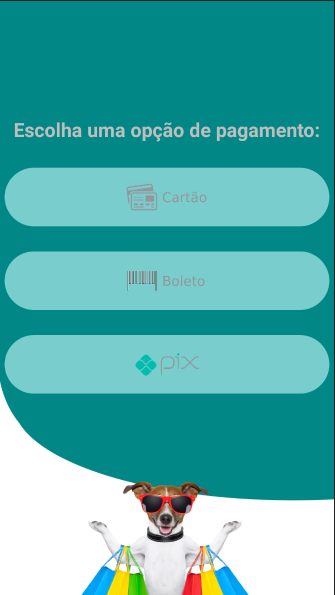 Escolha uma opção de pagamento:
Cartão
Boleto
pix